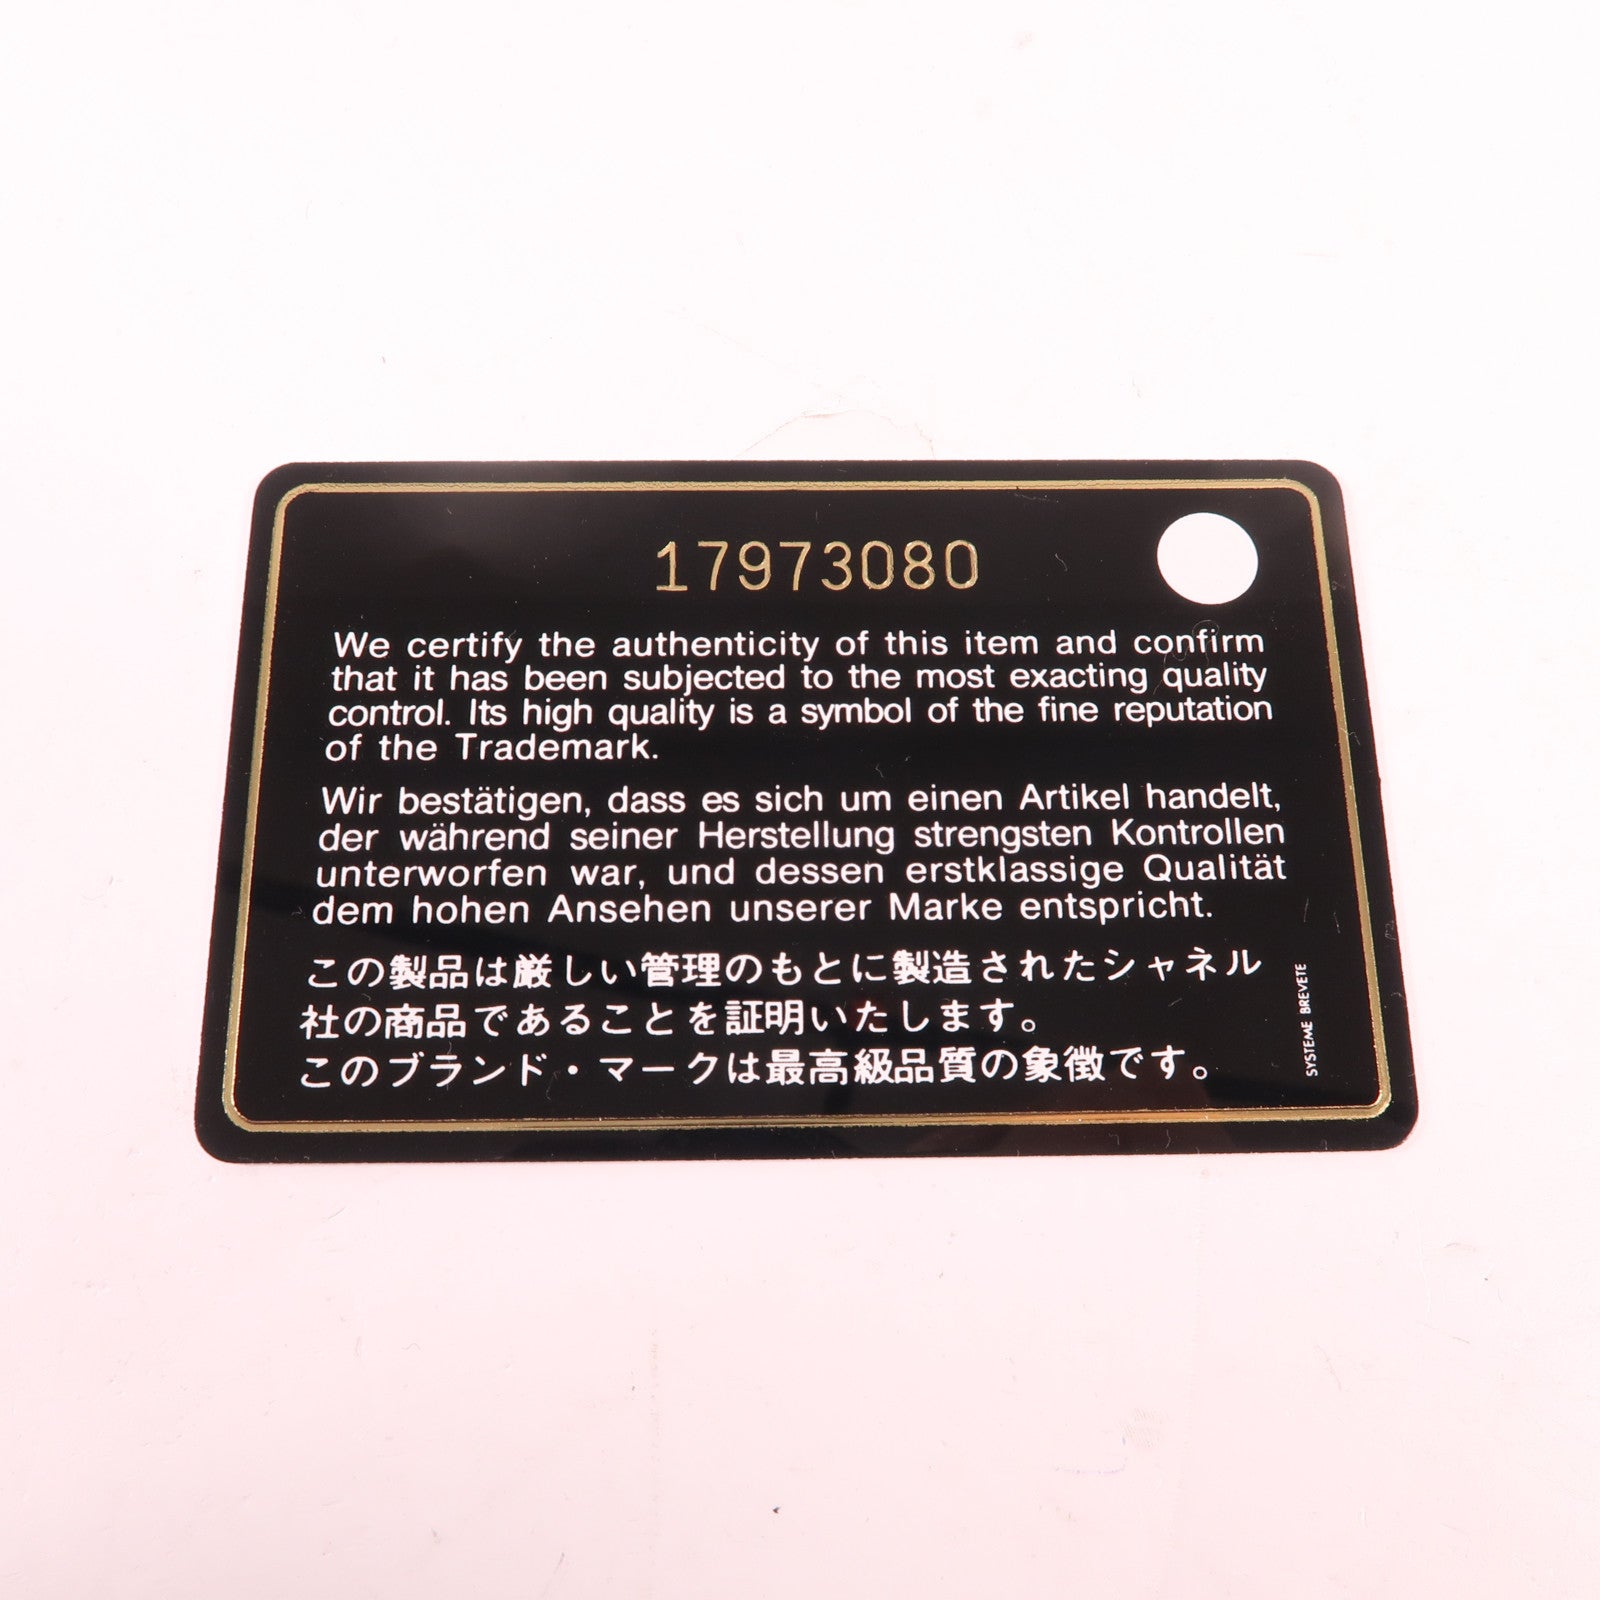 17973080
We certify the authenticity of this item and confirm
that it has been subjected to the most exacting quality
control. Its high quality is a symbol of the fine reputation
of the Trademark.
Wir bestätigen, dass es sich um einen Artikel handelt,
der während seiner Herstellung strengsten Kontrollen
unterworfen war, und dessen erstklassige Qualität
dem hohen Ansehen unserer Marke entspricht.
この製品は厳しい管理のもとに製造されたシャネル
社の商品であることを証明いたします。
このブランド・マークは最高級品質の象徴です。
SYSTEME BREVETE